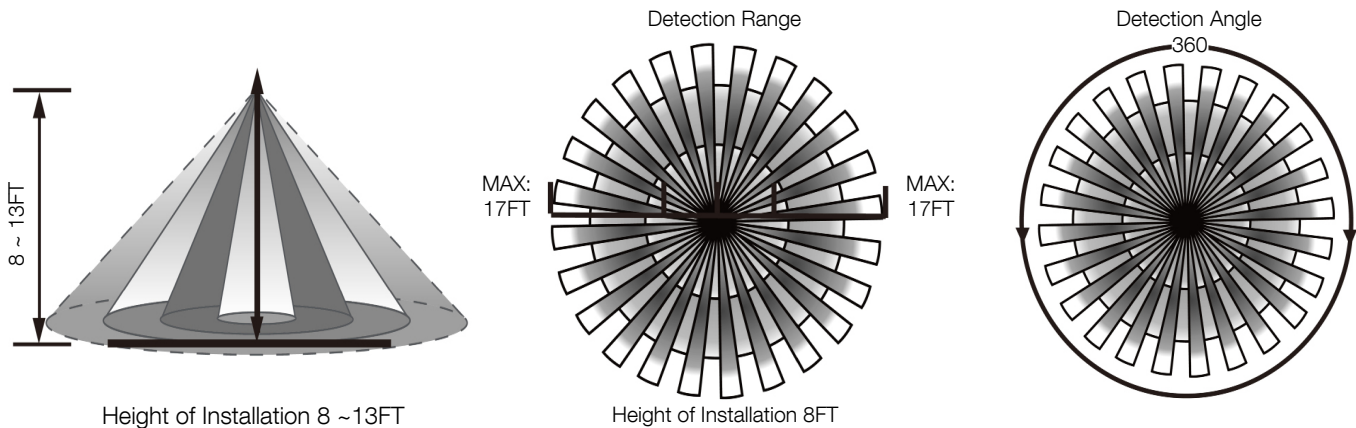 8 ~ 13FT
Height of Installation 8 ~13FT
Detection Range
MAX:
17FT
MAX:
17FT
Height of Installation 8FT
Detection Angle
360